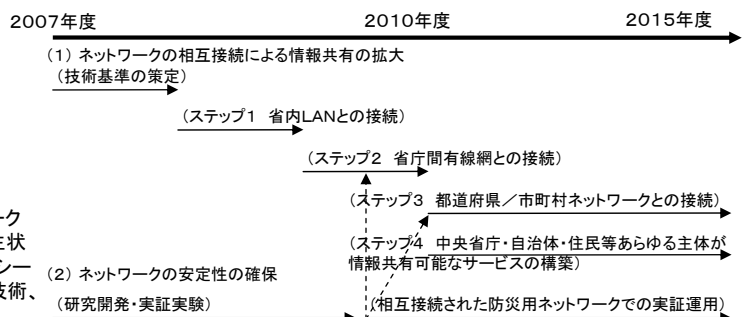 2007年度 2010年度 2015年度
(1) ネットワークの相互接続による情報共有の拡大
(技術基準の策定)
(ステップ1 省内LANとの接続)
(ステップ2 省庁間有線網との接続)
(ステップ3 都道府県/市町村ネットワークとの接続)
(ステップ4 中央省庁・自治体・住民等あらゆる主体が
情報共有可能なサービスの構築)
ーク
状
シー
技術、
(2) ネットワークの安定性の確保
(研究開発・実証実験)
(相互接続された防災用ネットワークでの実証運用)